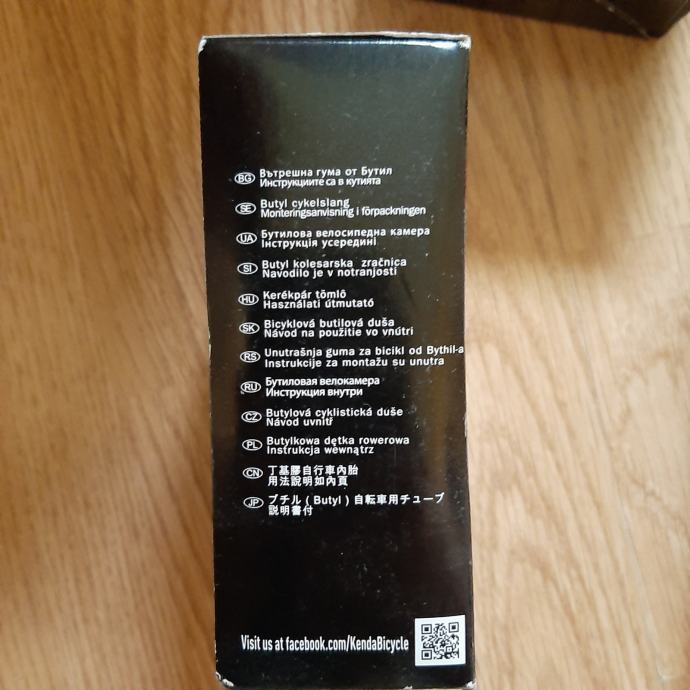 BG Вътрешна гума от Бутил
Инструкциите са в кутията
SE Butyl cykelslang
Monteringsanvisning i förpackningen
UA Бутилова велосипедна камера
Інструкція усередині
SI Butyl kolesarska zračnica
Navodilo je v notranjosti
HU Kerékpár tömlő
Használati útmutató
SK Bicyklová butilová duša
Návod na použitie vo vnútri
RS Unutrašnja guma za bicikl od Bythil-a
Instrukcije za montažu su unutra
RU Бутиловая велокамера
Инструкция внутри
CZ Butylová cyklistická duše
Návod uvnitř
PL Butylkowa dętka rowerowa
Instrukcja wewnątrz
CN 丁基膠自行車內胎
用法說明如內頁
JP ブチル ( Butyl ) 自転車用チューブ
説明書付
Visit us at facebook.com/KendaBicycle